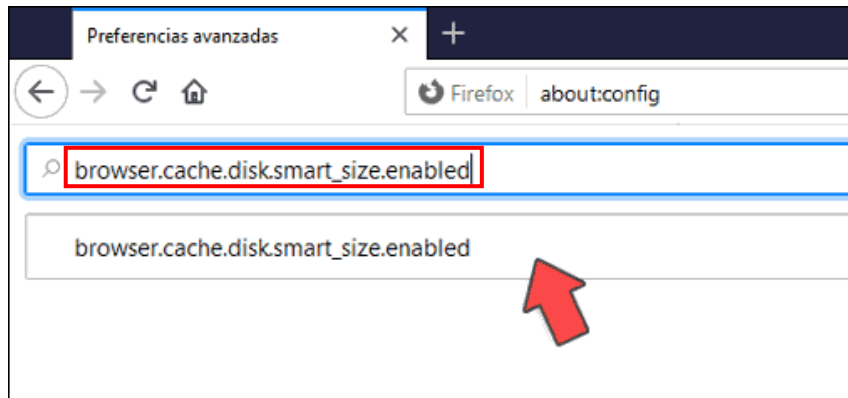 Preferencias avanzadas
Firefox about:config
browser.cache.disk.smart_size.enabled
browser.cache.disk.smart_size.enabled